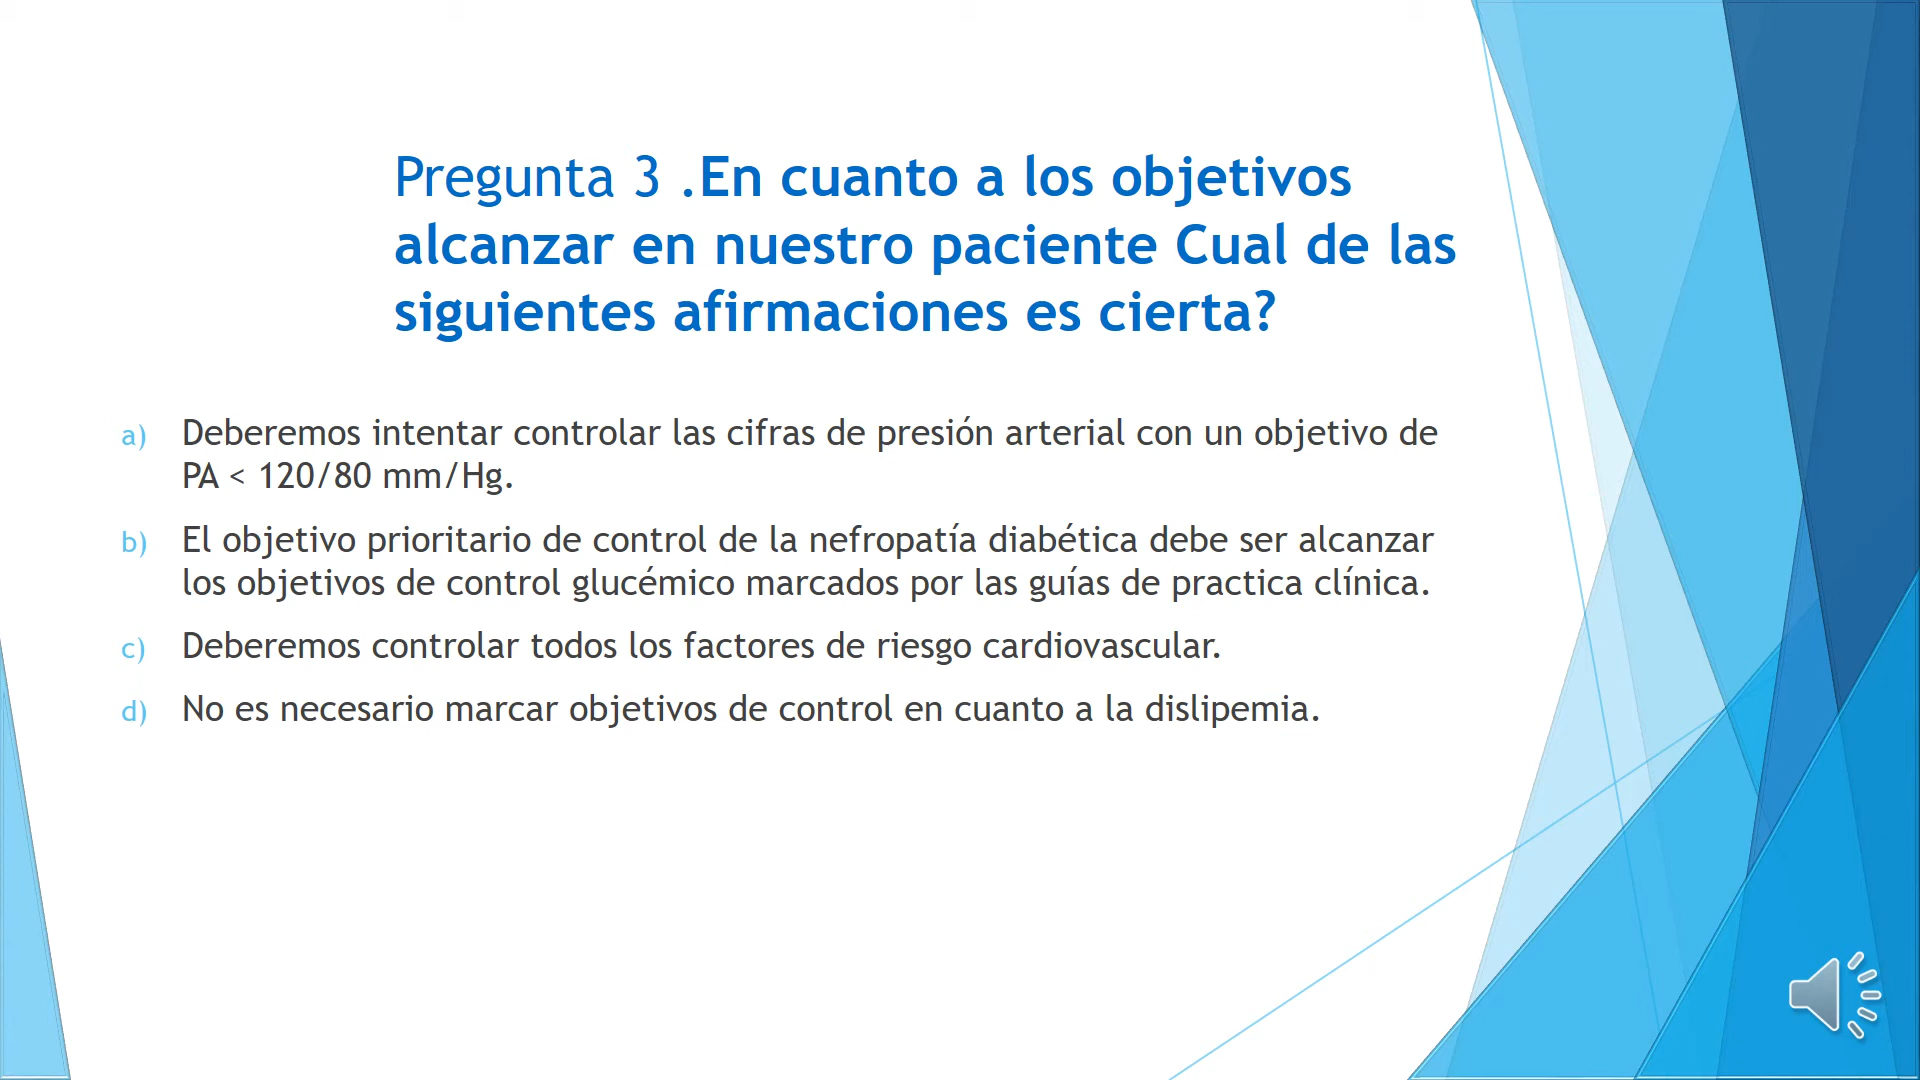 Pregunta 3 .En cuanto a los objetivos
alcanzar en nuestro paciente Cual de las
siguientes afirmaciones es cierta?
a) Deberemos intentar controlar las cifras de presión arterial con un objetivo de
PA < 120/80 mm/Hg.
b) El objetivo prioritario de control de la nefropatía diabética debe ser alcanzar
los objetivos de control glucémico marcados por las guías de practica clínica.
c) Deberemos controlar todos los factores de riesgo cardiovascular.
d) No es necesario marcar objetivos de control en cuanto a la dislipemia.